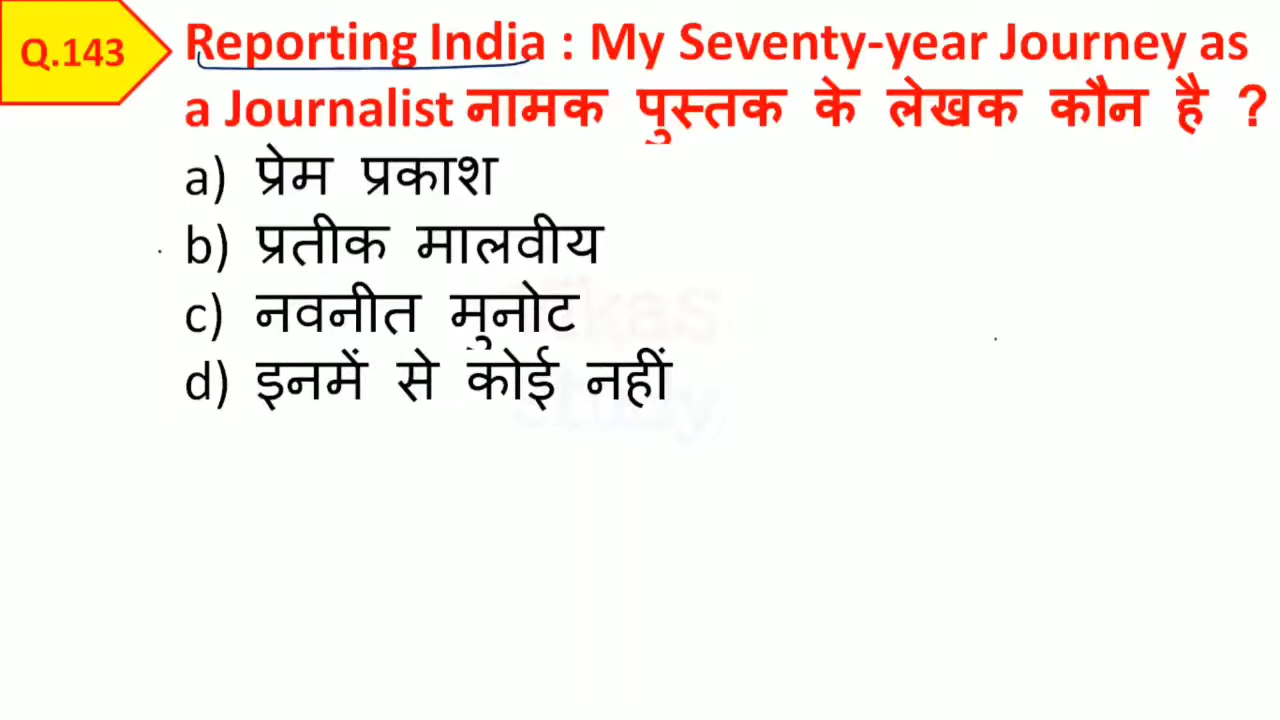 Q.143
Reporting India : My Seventy-year Journey as
a Journalist नामक पुस्तक के लेखक कौन है ?
a) प्रेम प्रकाश
b) प्रतीक मालवीय
c) नवनीत मुनोट
d) इनमें से कोई नहीं